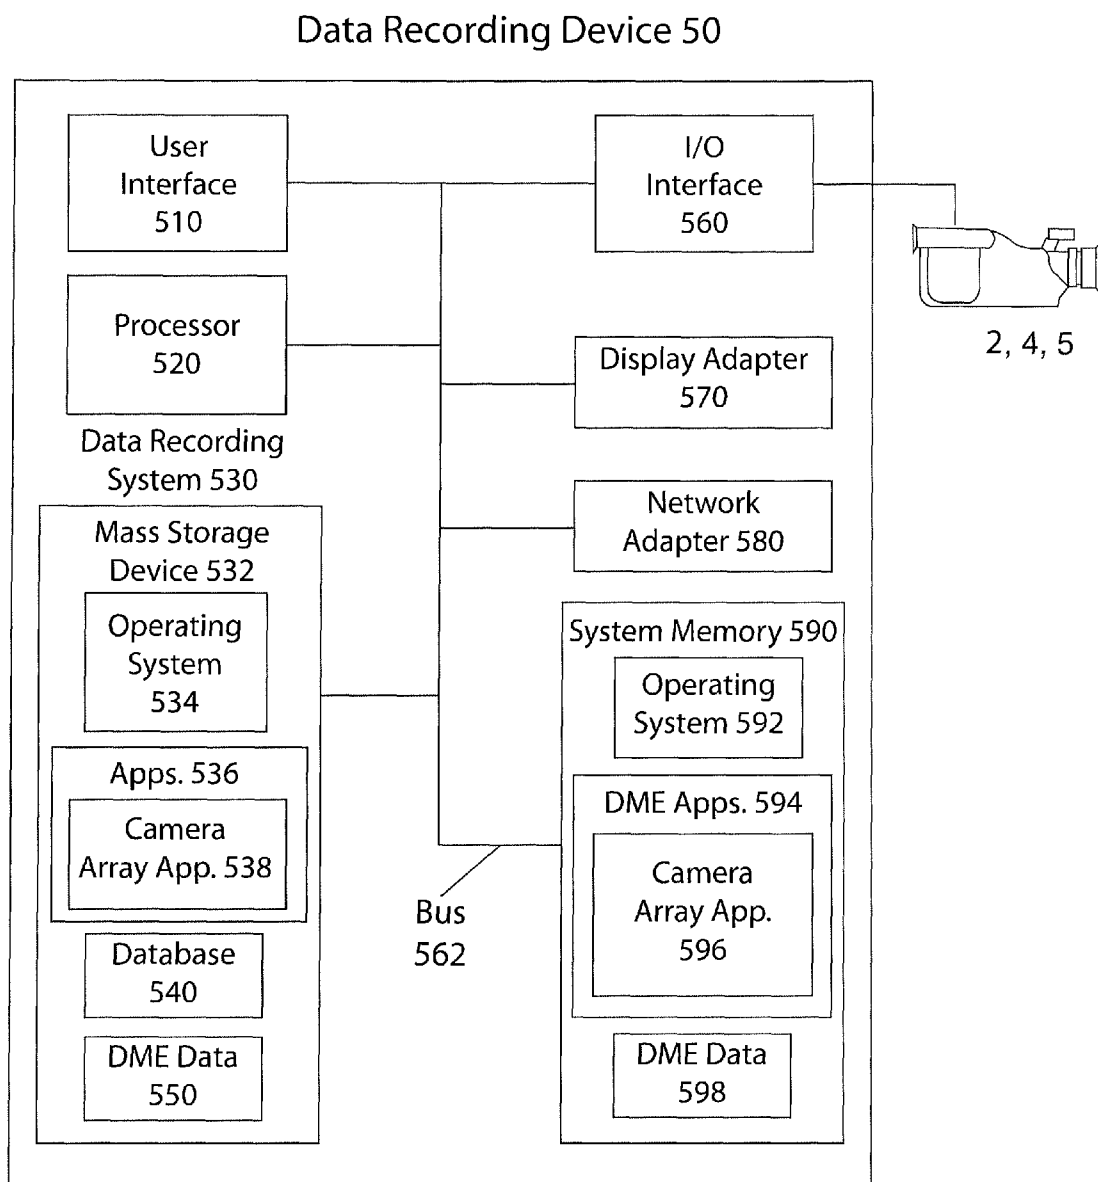 Data Recording Device 50
User
Interface
510
I/O
Interface
560
2, 4, 5
Processor
520
Display Adapter
570
Data Recording
System 530
Network
Adapter 580
Mass Storage
Device 532
Operating
System
534
Apps. 536
Camera
Array App. 538
Database
540
DME Data
550
Bus
562
System Memory 590
Operating
System 592
DME Apps. 594
Camera
Array App.
596
DME Data
598